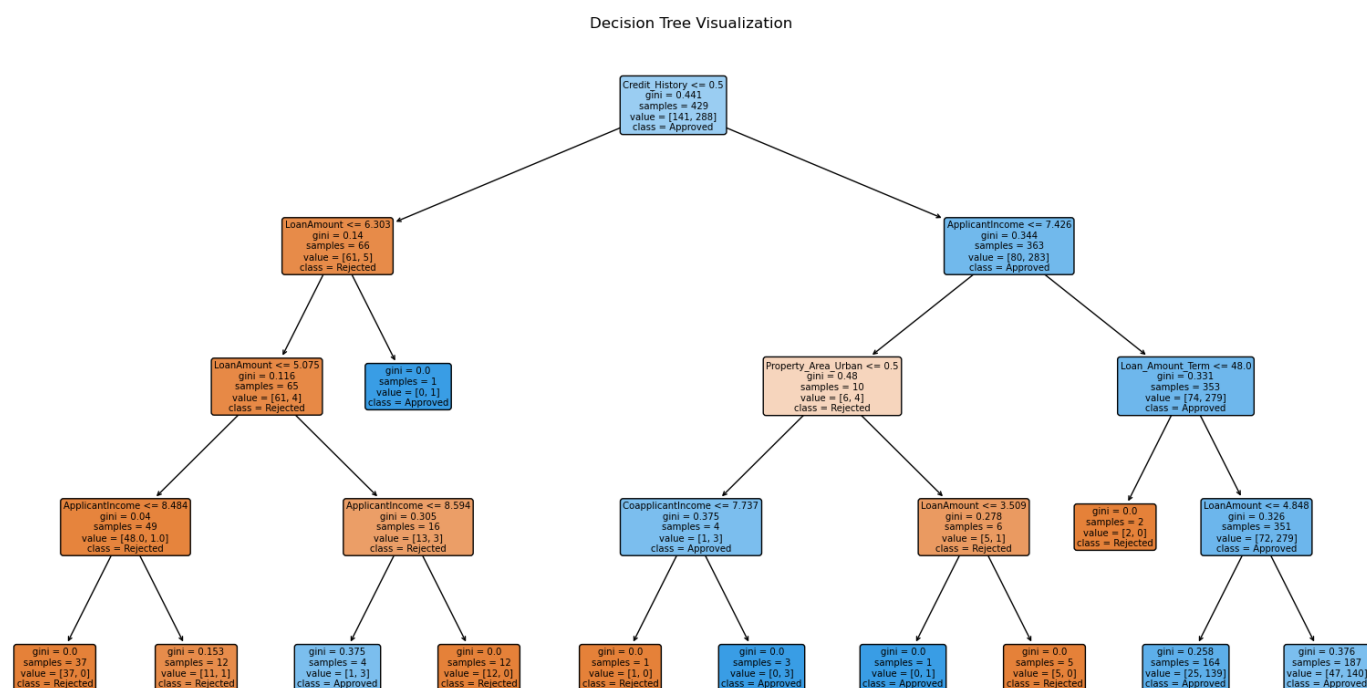 Decision Tree Visualization
Credit_History <= 0.5
gini = 0.441
samples = 429
value = [141, 288]
class = Approved
LoanAmount <= 6.303
gini = 0.14
samples = 66
value = [61, 5]
class = Rejected
ApplicantIncome <= 7.426
gini = 0.344
samples = 363
value = [80, 283]
class = Approved
LoanAmount <= 5.075
gini = 0.116
samples = 65
value = [61, 4]
class = Rejected
gini = 0.0
samples = 1
value = [0, 1]
class = Approved
Property_Area_Urban <= 0.5
gini = 0.48
samples = 10
value = [6, 4]
class = Rejected
Loan_Amount_Term <= 48.0
gini = 0.331
samples = 353
value = [74, 279]
class = Approved
ApplicantIncome <= 8.484
gini = 0.04
samples = 49
value = [48.0, 1.0]
class = Rejected
ApplicantIncome <= 8.594
gini = 0.305
samples = 16
value = [13, 3]
class = Rejected
CoapplicantIncome <= 7.737
gini = 0.375
samples = 4
value = [1, 3]
class = Approved
LoanAmount <= 3.509
gini = 0.278
samples = 6
value = [5, 1]
class = Rejected
gini = 0.0
samples = 2
value = [2, 0]
class = Rejected
LoanAmount <= 4.848
gini = 0.326
samples = 351
value = [72, 279]
class = Approved
gini = 0.0
samples = 37
value = [37, 0]
class = Rejected
gini = 0.153
samples = 12
value = [11, 1]
class = Rejected
gini = 0.375
samples = 4
value = [1, 3]
class = Approved
gini = 0.0
samples = 12
value = [12, 0]
class = Rejected
gini = 0.0
samples = 1
value = [1, 0]
class = Rejected
gini = 0.0
samples = 3
value = [0, 3]
class = Approved
gini = 0.0
samples = 1
value = [0, 1]
class = Approved
gini = 0.0
samples = 5
value = [5, 0]
class = Rejected
gini = 0.258
samples = 164
value = [25, 139]
class = Approved
gini = 0.376
samples = 187
value = [47, 140]
class = Approved